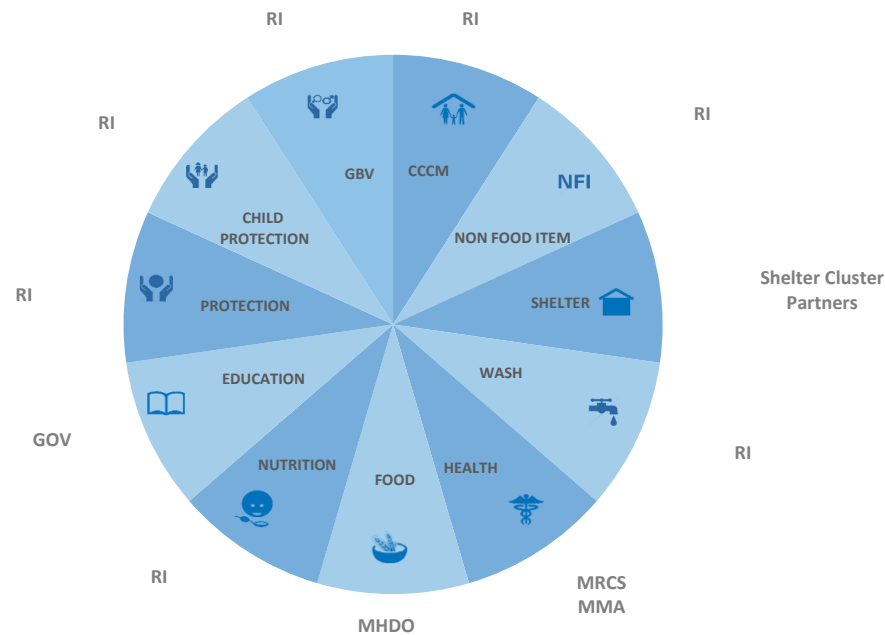 RI
RI
RI
RI
GBV
CCCM
NFI
CHILD
PROTECTION
NON FOOD ITEM
RI
PROTECTION
SHELTER
Shelter Cluster
Partners
EDUCATION
WASH
GOV
RI
NUTRITION
FOOD
HEALTH
RI
MRCS
MMA
MHDO